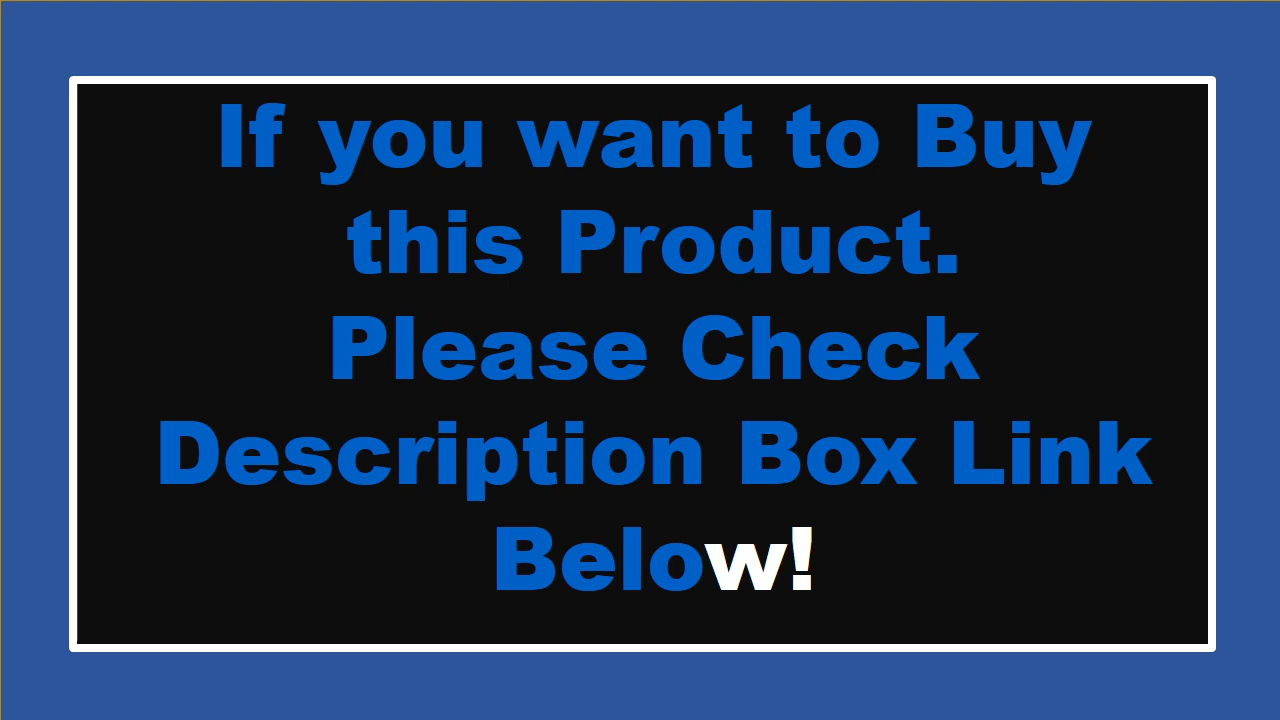 If you want to Buy
this Product.
Please Check
Description Box Link
Below!